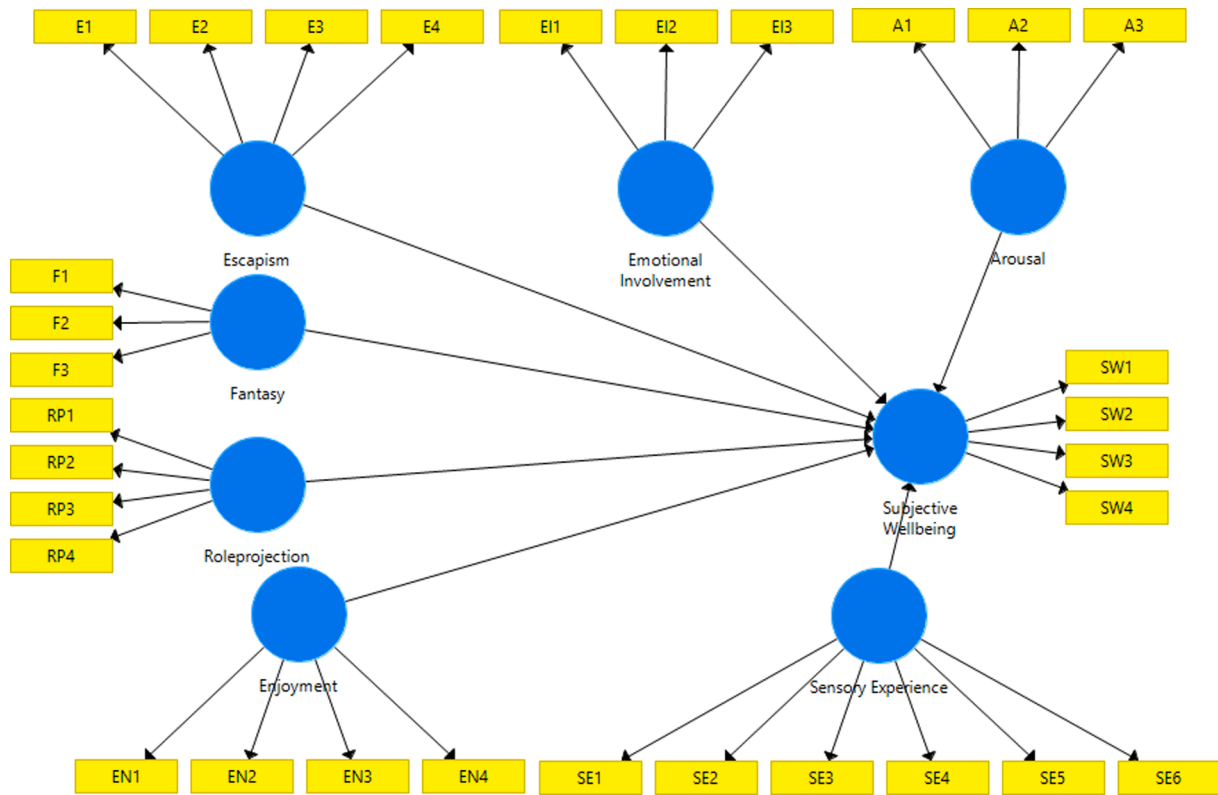 E1
E2
E3
E4
EI1
EI2
EI3
A1
A2
A3
Escapism
Emotional
Involvement
Arousal
F1
F2
F3
Fantasy
RP1
RP2
RP3
RP4
Roleprojection
SW1
SW2
SW3
SW4
Subjective
Wellbeing
Enjoyment
Sensory Experience
EN1
EN2
EN3
EN4
SE1
SE2
SE3
SE4
SE5
SE6